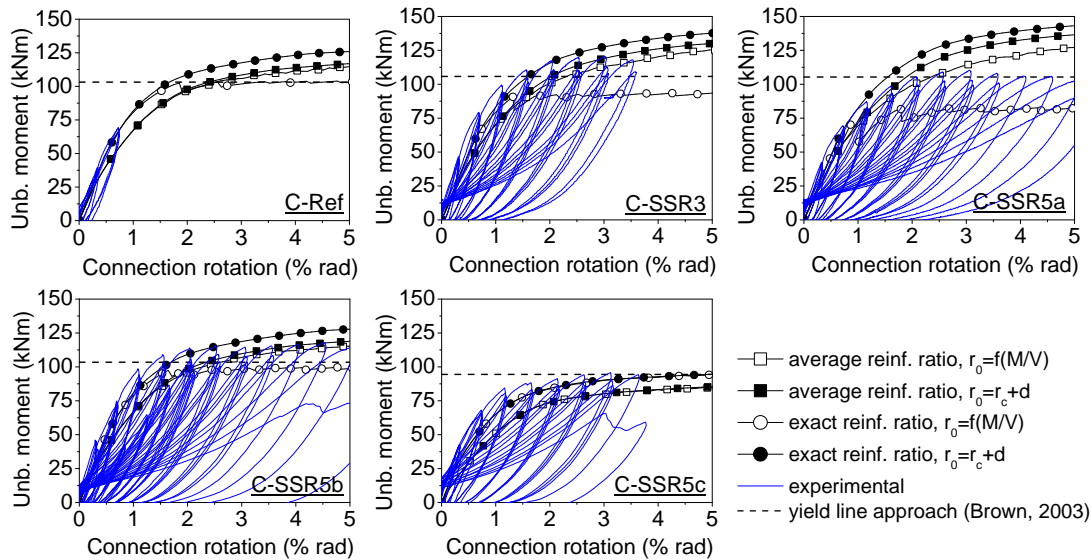 150
125
100
75
50
25
0
Unb. moment (kNm)
C-Ref
0 1 2 3 4 5
Connection rotation (% rad)
150
125
100
75
50
25
0
Unb. moment (kNm)
C-SSR3
0 1 2 3 4 5
Connection rotation (% rad)
150
125
100
75
50
25
0
Unb. moment (kNm)
C-SSR5a
0 1 2 3 4 5
Connection rotation (% rad)
150
125
100
75
50
25
0
Unb. moment (kNm)
C-SSR5b
0 1 2 3 4 5
Connection rotation (% rad)
150
125
100
75
50
25
0
Unb. moment (kNm)
C-SSR5c
0 1 2 3 4 5
Connection rotation (% rad)
average reinf. ratio, r₀=f(M/V)
average reinf. ratio, r₀=r꜀+d
exact reinf. ratio, r₀=f(M/V)
exact reinf. ratio, r₀=r꜀+d
experimental
yield line approach (Brown, 2003)